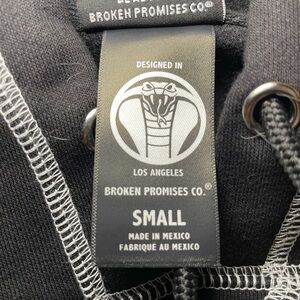 BROKEN PROMISES CO®
DESIGNED IN
LOS ANGELES
BROKEN PROMISES CO.®
SMALL
MADE IN MEXICO
FABRIQUE AU MEXICO